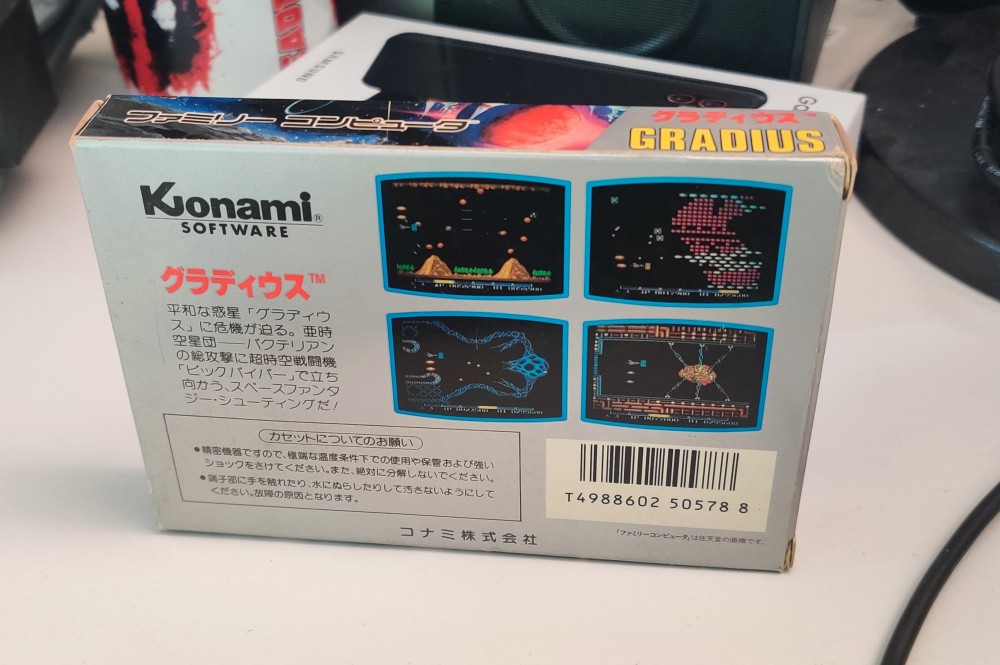 SAMSUNG
ファミリー コンピュータ
グラディウス™
GRADIUS
Konami®
SOFTWARE
グラディウス™
平和な惑星「グラディウ
ス」に危機が迫る。亜時
空星団──バクテリアン
の総攻撃に超時空戦闘機
「ビックバイパー」で立ち
向かう、スペースファンタ
ジー・シューティングだ!
カセットについてのお願い
●精密機器ですので、極端な温度条件下での使用や保管および強い
ショックをさけてください。また、絶対に分解しないでください。
●端子部に手を触れたり、水にぬらしたりして汚さないようにして
ください。故障の原因となります。
T4988602 50578 8
コナミ株式会社
「ファミリーコンピュータ」は任天堂の商標です。